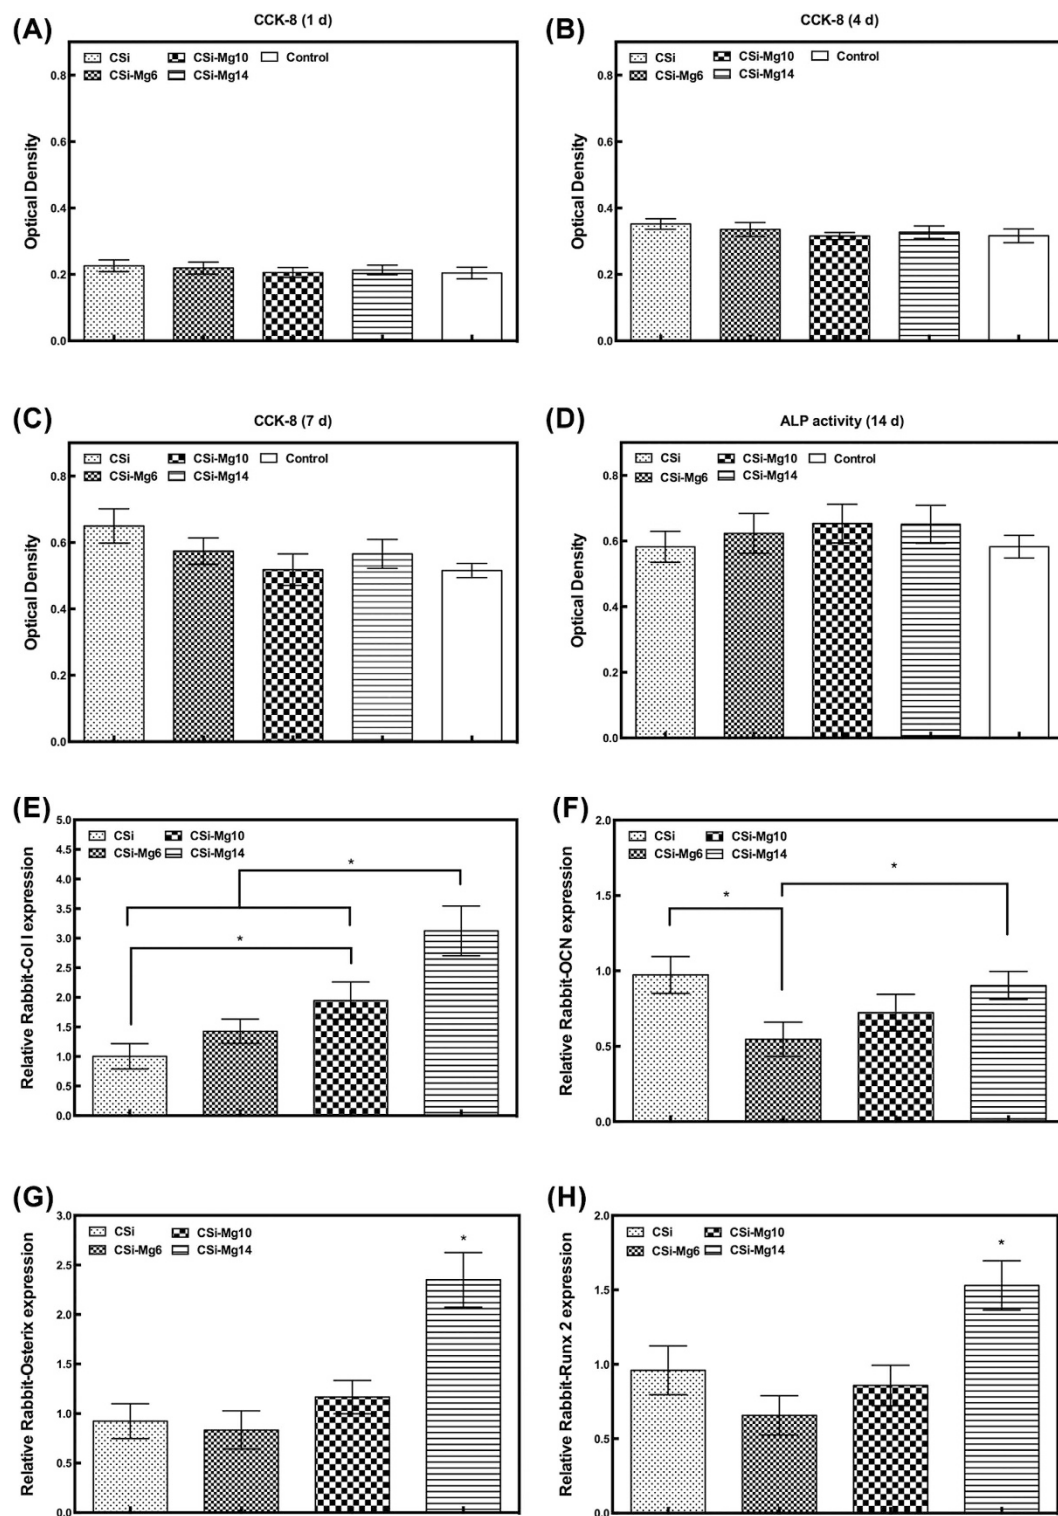 (A)
CCK-8 (1 d)
CSi CSi-Mg10 Control
CSi-Mg6 CSi-Mg14
Optical Density
0.8
0.6
0.4
0.2
0.0
(B)
CCK-8 (4 d)
CSi CSi-Mg10 Control
CSi-Mg6 CSi-Mg14
Optical Density
0.8
0.6
0.4
0.2
0.0
(C)
CCK-8 (7 d)
CSi CSi-Mg10 Control
CSi-Mg6 CSi-Mg14
Optical Density
0.8
0.6
0.4
0.2
0.0
(D)
ALP activity (14 d)
CSi CSi-Mg10 Control
CSi-Mg6 CSi-Mg14
Optical Density
0.8
0.6
0.4
0.2
0.0
(E)
CSi CSi-Mg10
CSi-Mg6 CSi-Mg14
Relative Rabbit-Col I expression
5.0
4.5
4.0
3.5
3.0
2.5
2.0
1.5
1.0
0.5
0.0
*
*
(F)
CSi CSi-Mg10
CSi-Mg6 CSi-Mg14
Relative Rabbit-OCN expression
2.0
1.5
1.0
0.5
0.0
*
*
(G)
CSi CSi-Mg10
CSi-Mg6 CSi-Mg14
Relative Rabbit-Osterix expression
3.0
2.5
2.0
1.5
1.0
0.5
0.0
*
(H)
CSi CSi-Mg10
CSi-Mg6 CSi-Mg14
Relative Rabbit-Runx 2 expression
2.0
1.5
1.0
0.5
0.0
*